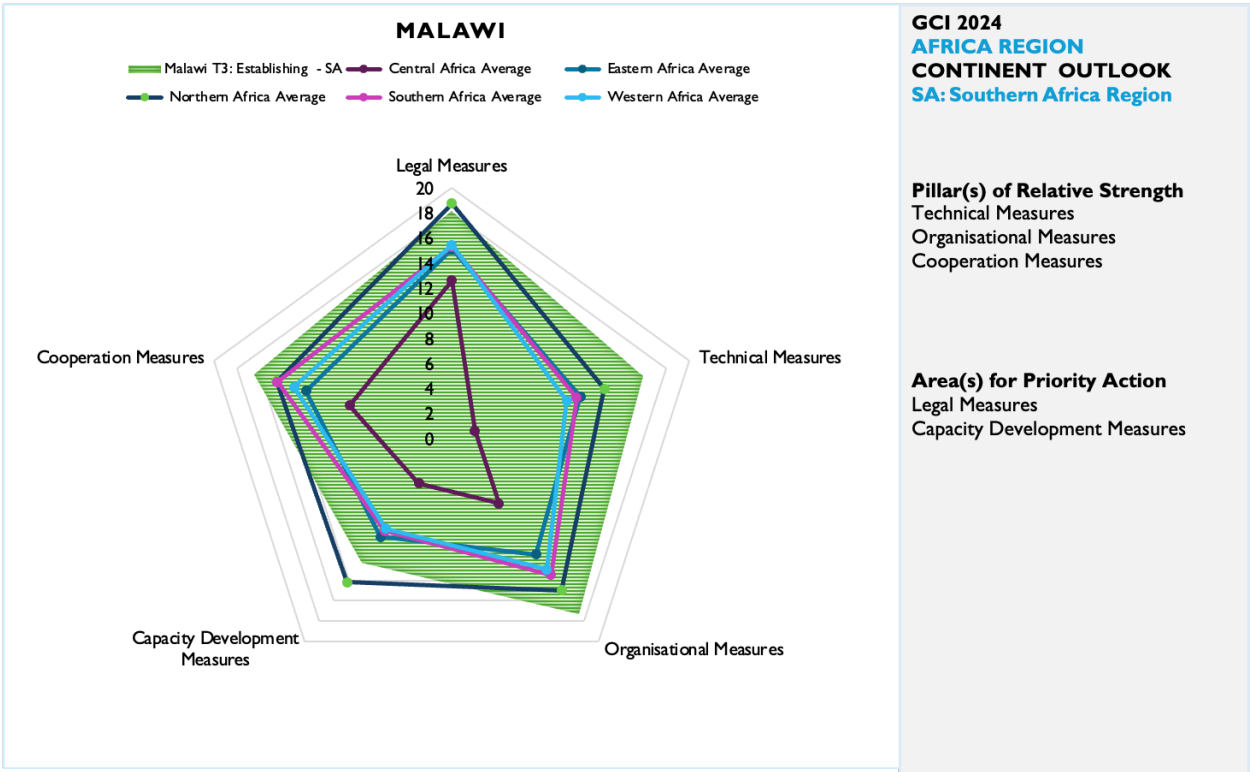 MALAWI
Malawi T3: Establishing - SA
Central Africa Average
Eastern Africa Average
Northern Africa Average
Southern Africa Average
Western Africa Average
Legal Measures
20
18
16
14
12
10
8
6
4
2
0
Cooperation Measures
Technical Measures
Capacity Development
Measures
Organisational Measures
GCI 2024
AFRICA REGION
CONTINENT OUTLOOK
SA: Southern Africa Region
Pillar(s) of Relative Strength
Technical Measures
Organisational Measures
Cooperation Measures
Area(s) for Priority Action
Legal Measures
Capacity Development Measures